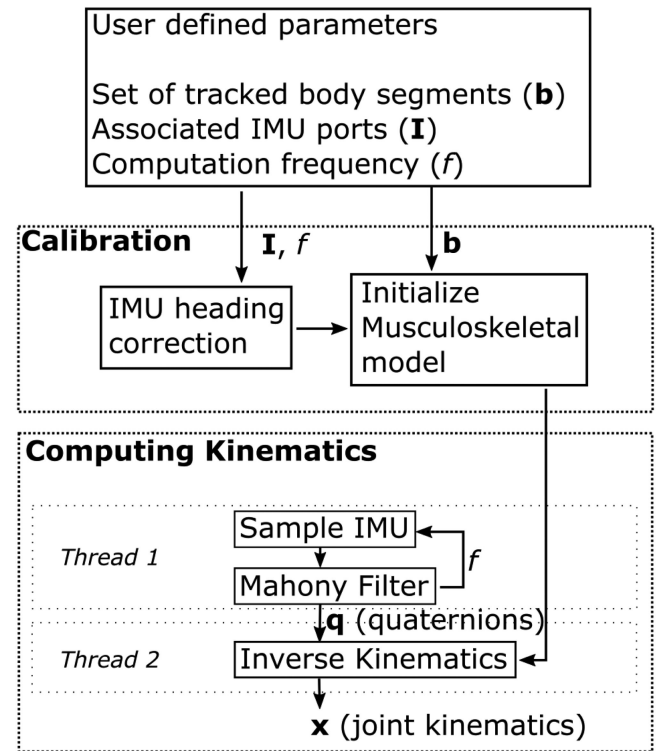 User defined parameters
Set of tracked body segments (b)
Associated IMU ports (I)
Computation frequency (f)
Calibration
I, f
b
IMU heading
correction
Initialize
Musculoskeletal
model
Computing Kinematics
Thread 1
Sample IMU
f
Mahony Filter
q (quaternions)
Thread 2
Inverse Kinematics
x (joint kinematics)